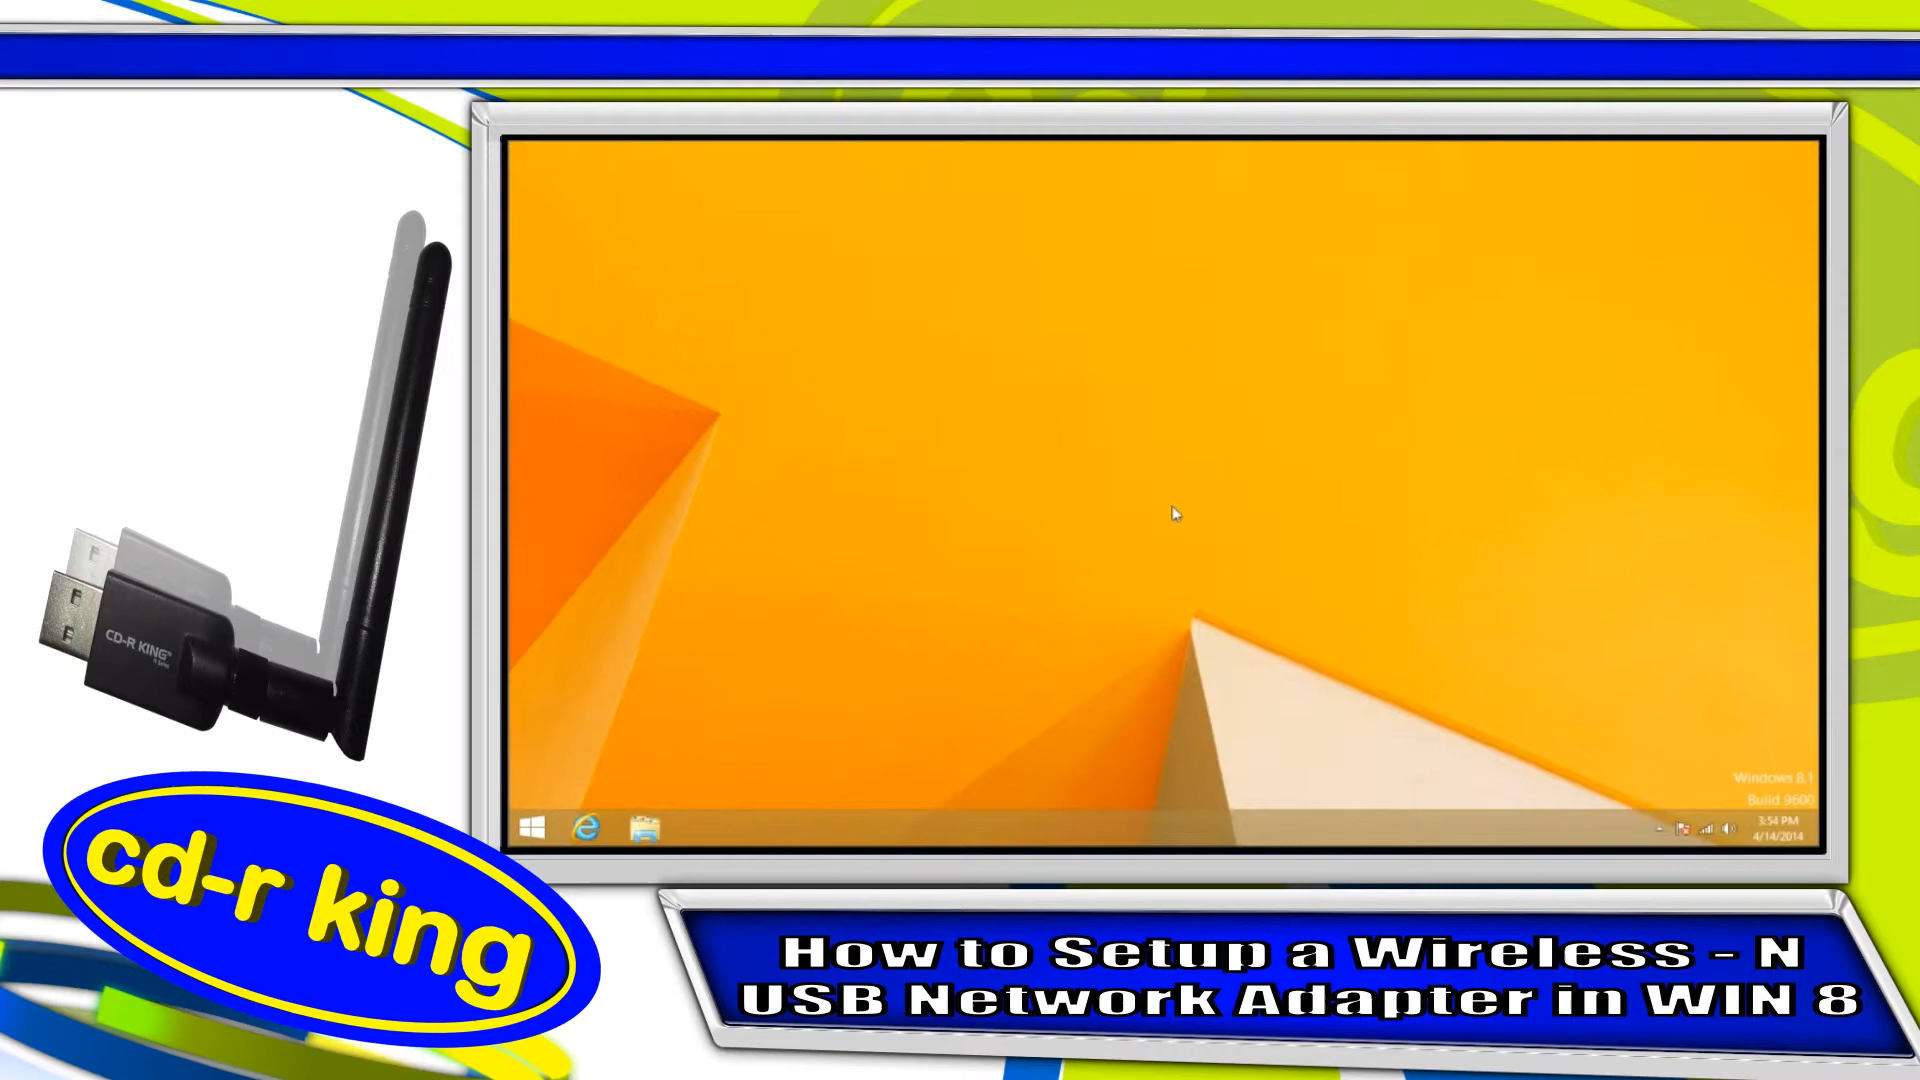 CD-R KING
Windows 8.1
Build 9600
3:54 PM
4/14/2014
cd-r king
How to Setup a Wireless - N
USB Network Adapter in WIN 8